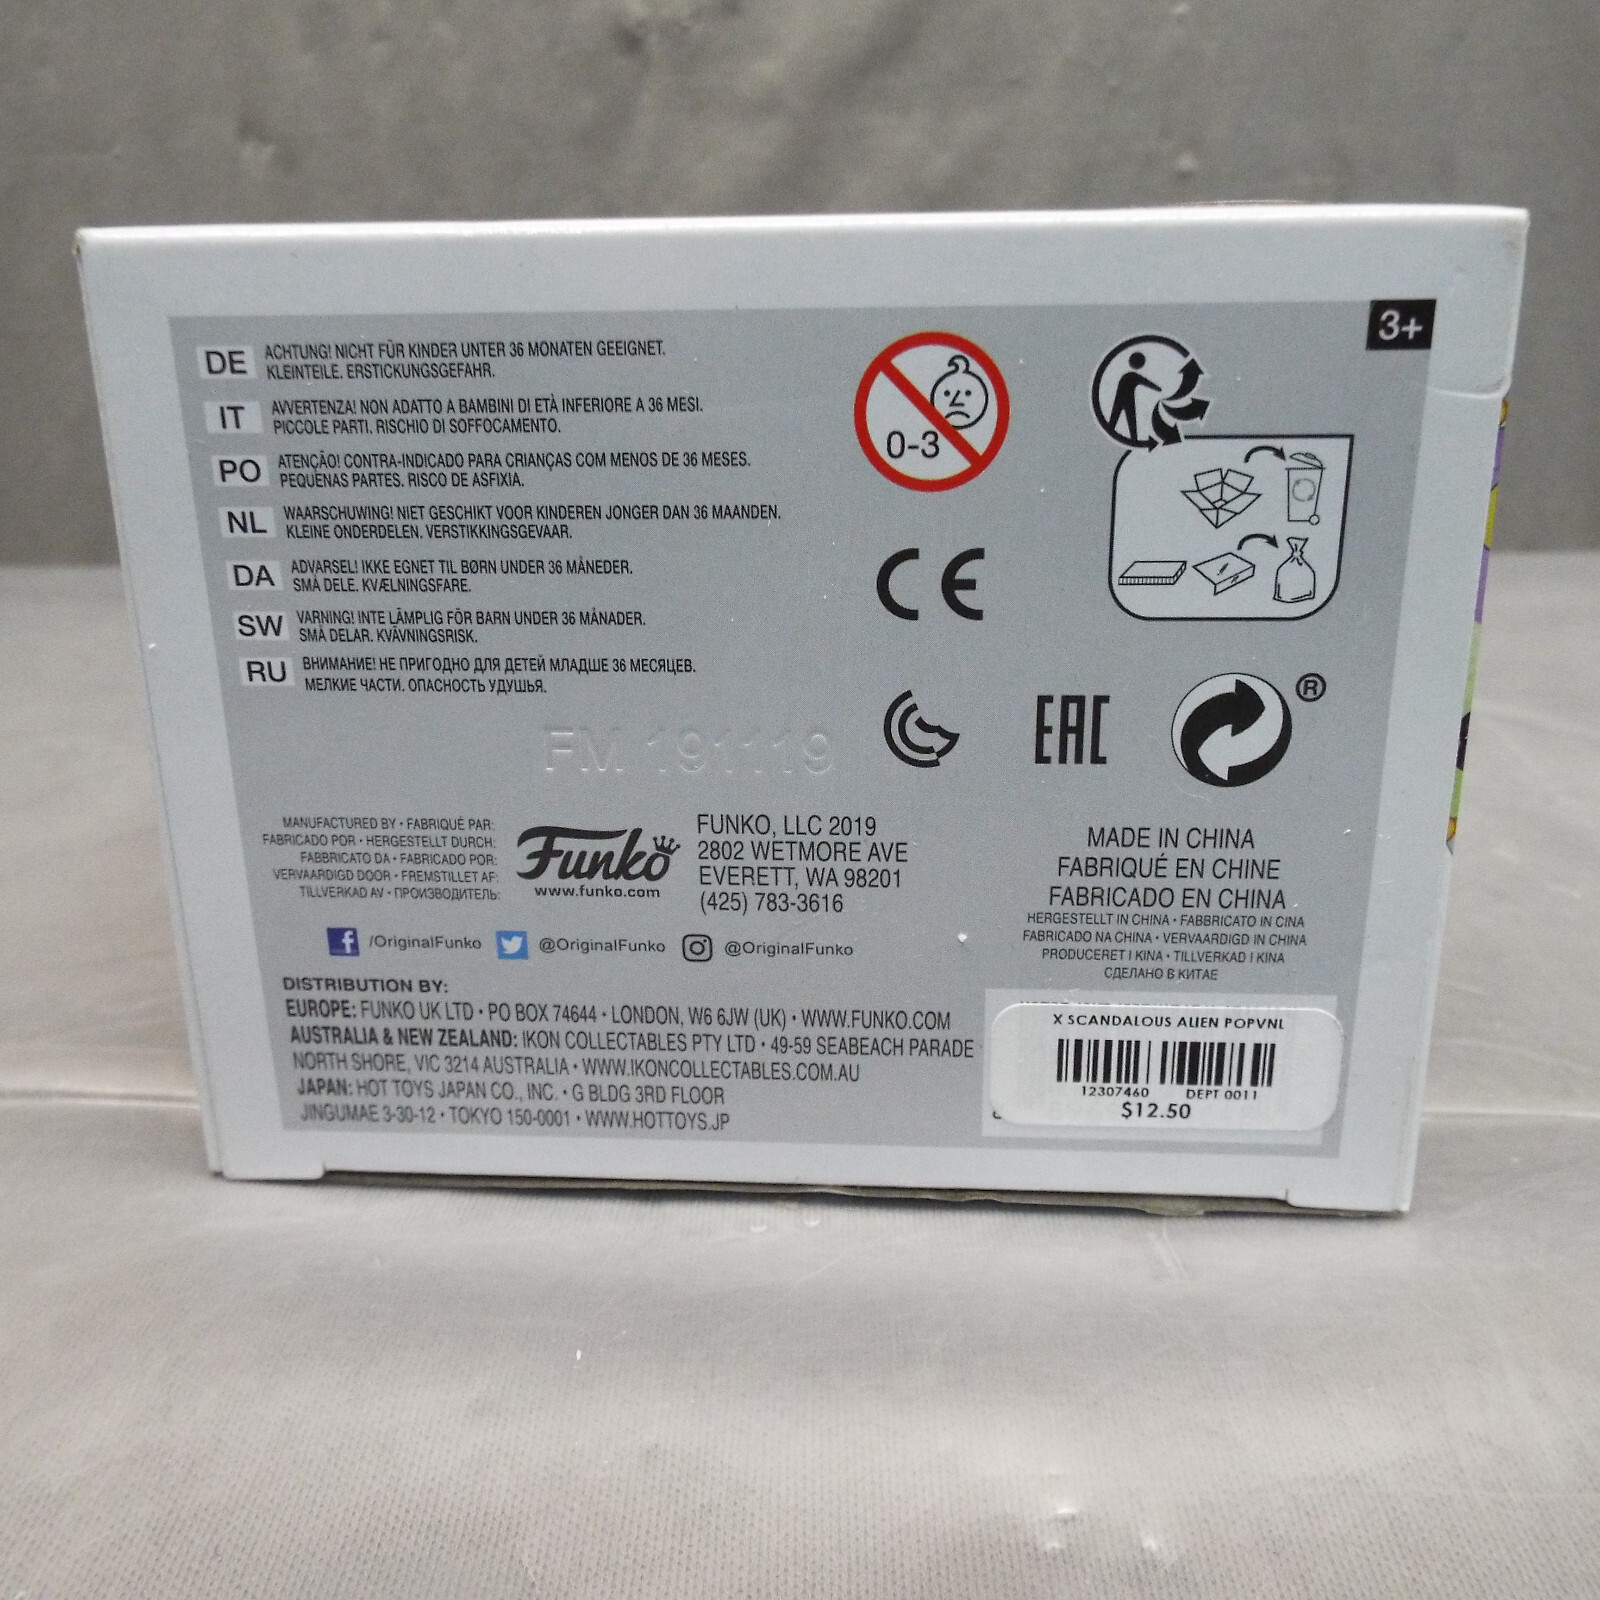 3+
DE ACHTUNG! NICHT FÜR KINDER UNTER 36 MONATEN GEEIGNET.
KLEINTEILE. ERSTICKUNGSGEFAHR.
IT AVVERTENZA! NON ADATTO A BAMBINI DI ETÀ INFERIORE A 36 MESI.
PICCOLE PARTI. RISCHIO DI SOFFOCAMENTO.
PO ATENÇÃO! CONTRA-INDICADO PARA CRIANÇAS COM MENOS DE 36 MESES.
PEQUENAS PARTES. RISCO DE ASFIXIA.
NL WAARSCHUWING! NIET GESCHIKT VOOR KINDEREN JONGER DAN 36 MAANDEN.
KLEINE ONDERDELEN. VERSTIKKINGSGEVAAR.
DA ADVARSEL! IKKE EGNET TIL BØRN UNDER 36 MÅNEDER.
SMÅ DELE. KVÆLNINGSFARE.
SW VARNING! INTE LÄMPLIG FÖR BARN UNDER 36 MÅNADER.
SMÅ DELAR. KVÄVNINGSRISK.
RU ВНИМАНИЕ! НЕ ПРИГОДНО ДЛЯ ДЕТЕЙ МЛАДШЕ 36 МЕСЯЦЕВ.
МЕЛКИЕ ЧАСТИ. ОПАСНОСТЬ УДУШЬЯ.
0-3
CE
EAC
®
FM 191119
MANUFACTURED BY • FABRIQUÉ PAR:
FABRICADO POR • HERGESTELLT DURCH:
FABBRICATO DA • FABRICADO POR:
VERVAARDIGD DOOR • FREMSTILLET AF:
TILLVERKAD AV • ПРОИЗВОДИТЕЛЬ:
Funko
www.funko.com
FUNKO, LLC 2019
2802 WETMORE AVE
EVERETT, WA 98201
(425) 783-3616
MADE IN CHINA
FABRIQUÉ EN CHINE
FABRICADO EN CHINA
HERGESTELLT IN CHINA • FABBRICATO IN CINA
FABRICADO NA CHINA • VERVAARDIGD IN CHINA
PRODUCERET I KINA • TILLVERKAD I KINA
СДЕЛАНО В КИТАЕ
f /OriginalFunko @OriginalFunko @OriginalFunko
DISTRIBUTION BY:
EUROPE: FUNKO UK LTD • PO BOX 74644 • LONDON, W6 6JW (UK) • WWW.FUNKO.COM
AUSTRALIA & NEW ZEALAND: IKON COLLECTABLES PTY LTD • 49-59 SEABEACH PARADE
NORTH SHORE, VIC 3214 AUSTRALIA • WWW.IKONCOLLECTABLES.COM.AU
JAPAN: HOT TOYS JAPAN CO., INC. • G BLDG 3RD FLOOR
JINGUMAE 3-30-12 • TOKYO 150-0001 • WWW.HOTTOYS.JP
X SCANDALOUS ALIEN POPVNL
12307460 DEPT 0011
$12.50